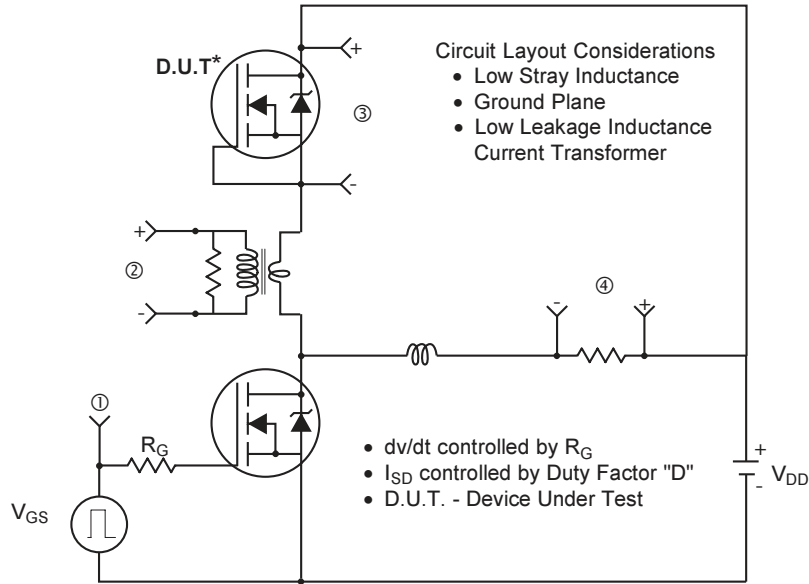 D.U.T*
+
③
-
Circuit Layout Considerations
• Low Stray Inductance
• Ground Plane
• Low Leakage Inductance
Current Transformer
+
②
-
④
- +
①
RG
VGS
• dv/dt controlled by RG
• ISD controlled by Duty Factor "D"
• D.U.T. - Device Under Test
+
-
VDD